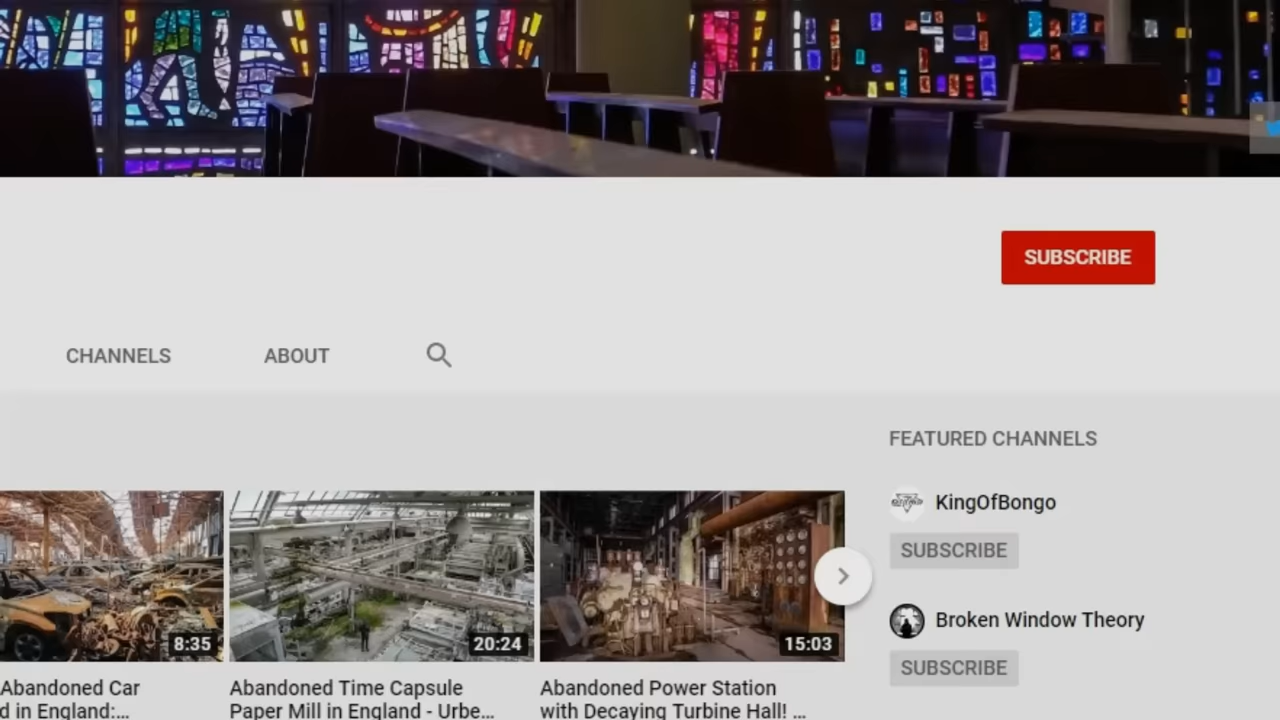 SUBSCRIBE
CHANNELS
ABOUT
FEATURED CHANNELS
KingOfBongo
SUBSCRIBE
Broken Window Theory
SUBSCRIBE
8:35
20:24
15:03
Abandoned Car
d in England:...
Abandoned Time Capsule
Paper Mill in England - Urbe...
Abandoned Power Station
with Decaying Turbine Hall! ...